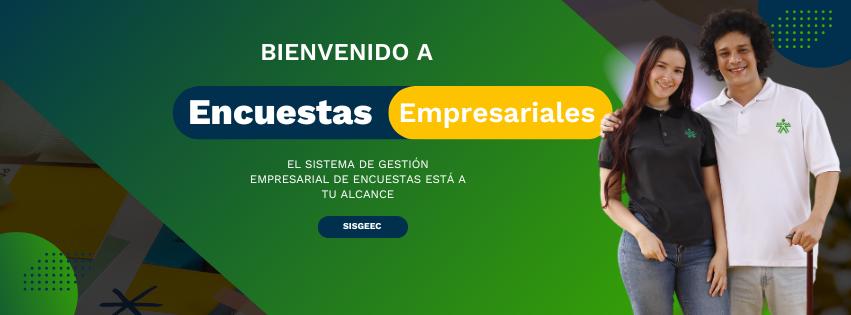 BIENVENIDO A
Encuestas Empresariales
EL SISTEMA DE GESTIÓN
EMPRESARIAL DE ENCUESTAS ESTÁ A
TU ALCANCE
SISGEEC